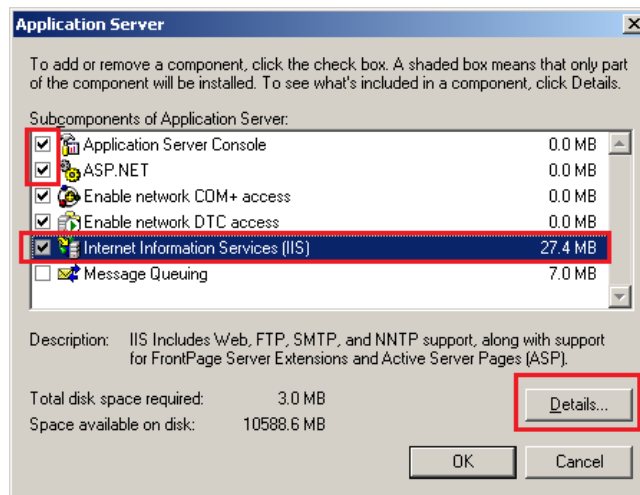 Application Server
To add or remove a component, click the check box. A shaded box means that only part
of the component will be installed. To see what's included in a component, click Details.
Subcomponents of Application Server:
Application Server Console 0.0 MB
ASP.NET 0.0 MB
Enable network COM+ access 0.0 MB
Enable network DTC access 0.0 MB
Internet Information Services (IIS) 27.4 MB
Message Queuing 7.0 MB
Description: IIS Includes Web, FTP, SMTP, and NNTP support, along with support
for FrontPage Server Extensions and Active Server Pages (ASP).
Total disk space required: 3.0 MB
Details...
Space available on disk: 10588.6 MB
OK Cancel